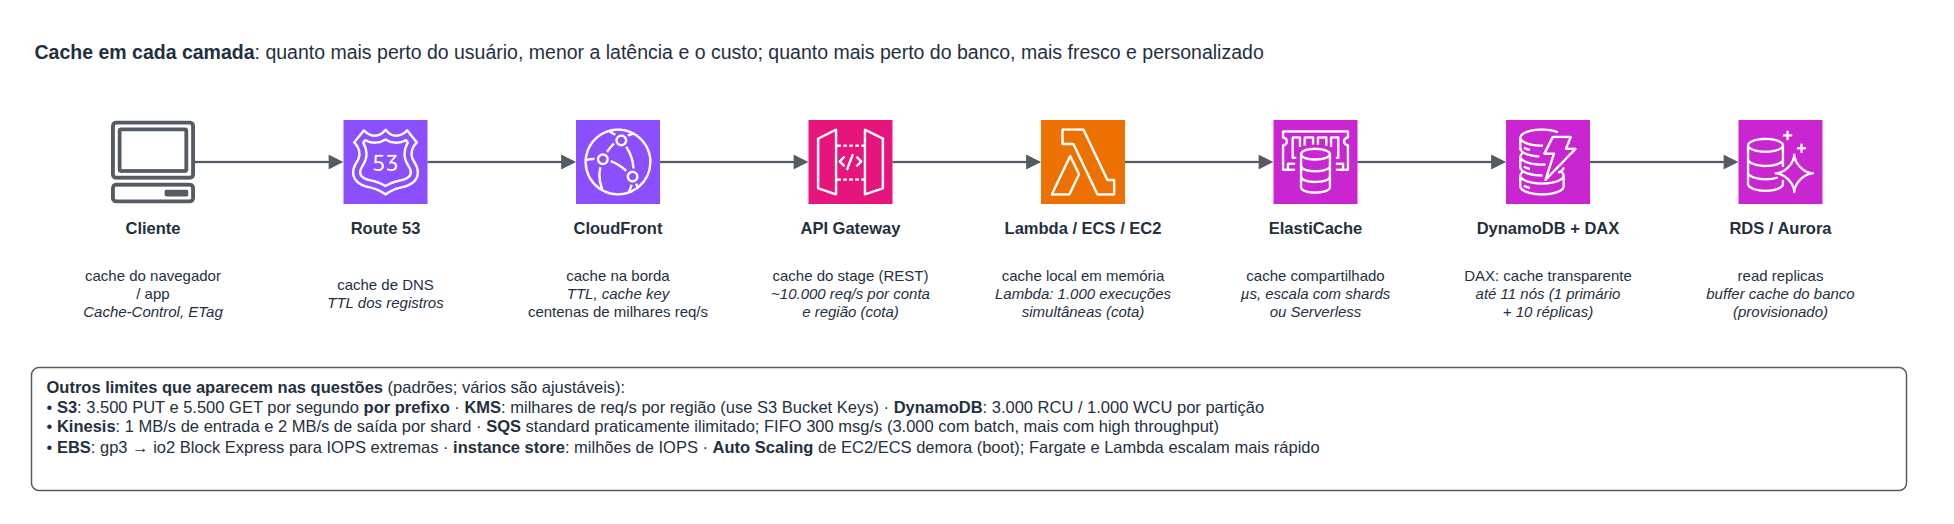 Cache em cada camada: quanto mais perto do usuário, menor a latência e o custo; quanto mais perto do banco, mais fresco e personalizado
53
</>
Cliente
cache do navegador
/ app
Cache-Control, ETag
Route 53
cache de DNS
TTL dos registros
CloudFront
cache na borda
TTL, cache key
centenas de milhares req/s
API Gateway
cache do stage (REST)
~10.000 req/s por conta
e região (cota)
Lambda / ECS / EC2
cache local em memória
Lambda: 1.000 execuções
simultâneas (cota)
ElastiCache
cache compartilhado
µs, escala com shards
ou Serverless
DynamoDB + DAX
DAX: cache transparente
até 11 nós (1 primário
+ 10 réplicas)
RDS / Aurora
read replicas
buffer cache do banco
(provisionado)
Outros limites que aparecem nas questões (padrões; vários são ajustáveis):
• S3: 3.500 PUT e 5.500 GET por segundo por prefixo · KMS: milhares de req/s por região (use S3 Bucket Keys) · DynamoDB: 3.000 RCU / 1.000 WCU por partição
• Kinesis: 1 MB/s de entrada e 2 MB/s de saída por shard · SQS standard praticamente ilimitado; FIFO 300 msg/s (3.000 com batch, mais com high throughput)
• EBS: gp3 → io2 Block Express para IOPS extremas · instance store: milhões de IOPS · Auto Scaling de EC2/ECS demora (boot); Fargate e Lambda escalam mais rápido